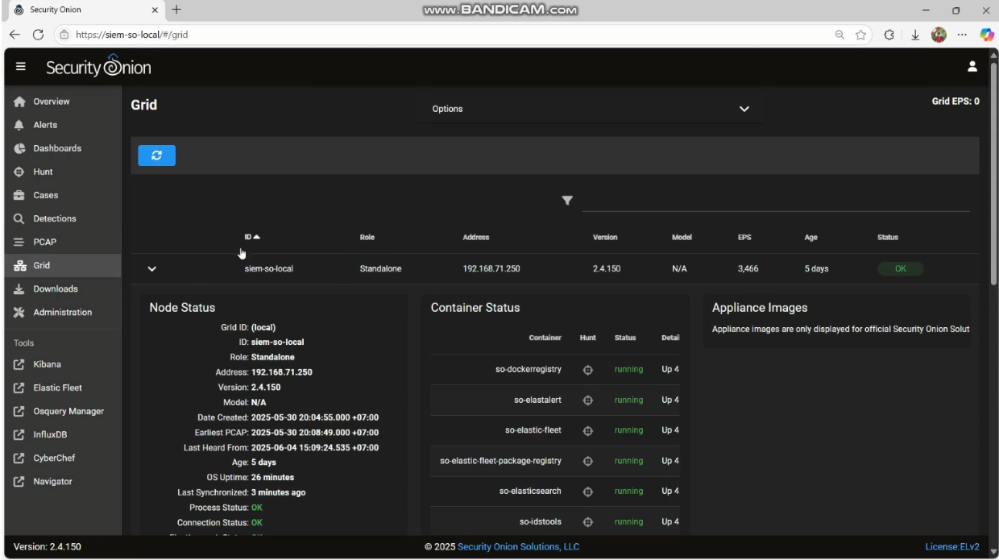 Security Onion
www.BANDICAM.com
https://siem-so-local/#/grid
Security Onion
Overview
Alerts
Dashboards
Hunt
Cases
Detections
PCAP
Grid
Downloads
Administration
Tools
Kibana
Elastic Fleet
Osquery Manager
InfluxDB
CyberChef
Navigator
Grid
Options
Grid EPS: 0
ID Role Address Version Model EPS Age Status
siem-so-local Standalone 192.168.71.250 2.4.150 N/A 3,466 5 days OK
Node Status
Grid ID: (local)
ID: siem-so-local
Role: Standalone
Address: 192.168.71.250
Version: 2.4.150
Model: N/A
Date Created: 2025-05-30 20:04:55.000 +07:00
Earliest PCAP: 2025-05-30 20:08:49.000 +07:00
Last Heard From: 2025-06-04 15:09:24.535 +07:00
Age: 5 days
OS Uptime: 26 minutes
Last Synchronized: 3 minutes ago
Process Status: OK
Connection Status: OK
Container Status
Container Hunt Status Detail
so-dockerregistry running Up 4
so-elastalert running Up 4
so-elastic-fleet running Up 4
so-elastic-fleet-package-registry running Up 4
so-elasticsearch running Up 4
so-idstools running Up 4
Appliance Images
Appliance images are only displayed for official Security Onion Solut
Version: 2.4.150
© 2025 Security Onion Solutions, LLC
License:ELv2